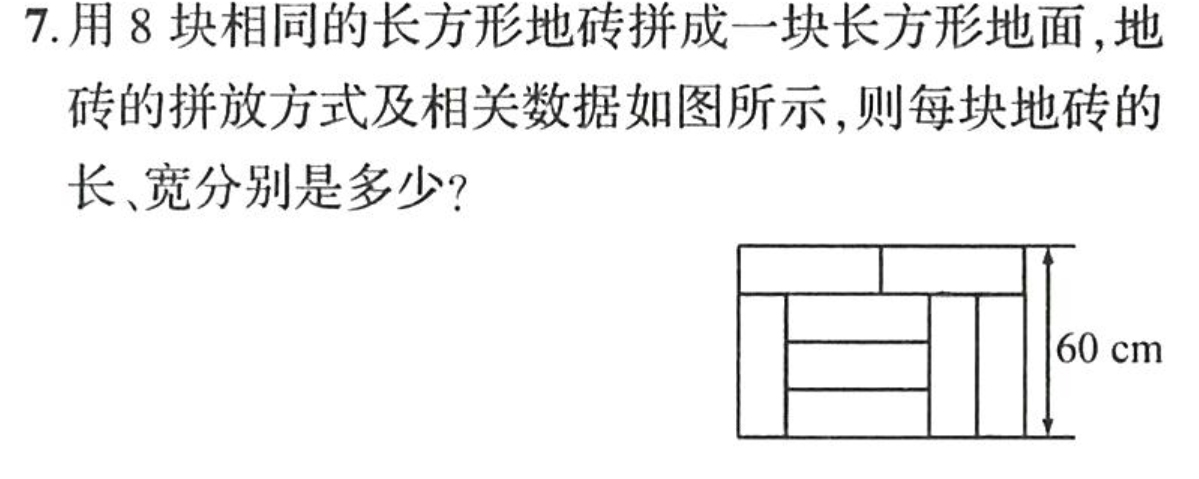 7.用 8 块相同的长方形地砖拼成一块长方形地面,地
砖的拼放方式及相关数据如图所示,则每块地砖的
长、宽分别是多少?
60 cm